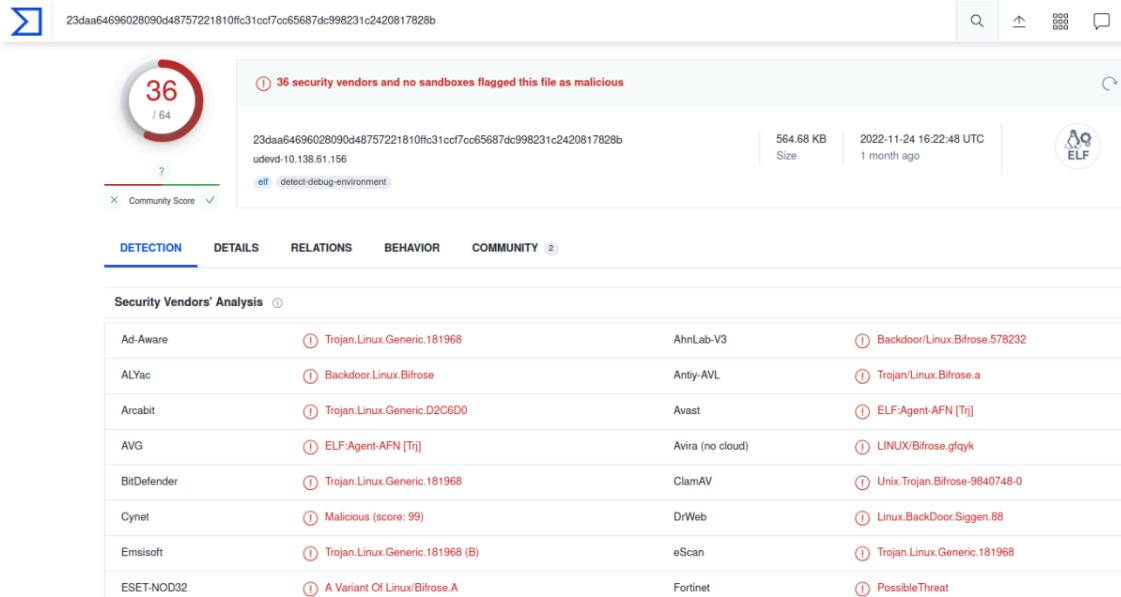 23daa64696028090d48757221810ffc31ccf7cc65687dc998231c2420817828b
36
/ 64
?
Community Score
36 security vendors and no sandboxes flagged this file as malicious
23daa64696028090d48757221810ffc31ccf7cc65687dc998231c2420817828b
udevd-10.138.61.156
elf detect-debug-environment
564.68 KB
Size
2022-11-24 16:22:48 UTC
1 month ago
ELF
DETECTION DETAILS RELATIONS BEHAVIOR COMMUNITY 2
Security Vendors' Analysis
Ad-Aware Trojan.Linux.Generic.181968 AhnLab-V3 Backdoor/Linux.Bifrose.578232
ALYac Backdoor.Linux.Bifrose Antiy-AVL Trojan/Linux.Bifrose.a
Arcabit Trojan.Linux.Generic.D2C6D0 Avast ELF:Agent-AFN [Trj]
AVG ELF:Agent-AFN [Trj] Avira (no cloud) LINUX/Bifrose.gfqyk
BitDefender Trojan.Linux.Generic.181968 ClamAV Unix.Trojan.Bifrose-9840748-0
Cynet Malicious (score: 99) DrWeb Linux.BackDoor.Siggen.88
Emsisoft Trojan.Linux.Generic.181968 (B) eScan Trojan.Linux.Generic.181968
ESET-NOD32 A Variant Of Linux/Bifrose.A Fortinet PossibleThreat